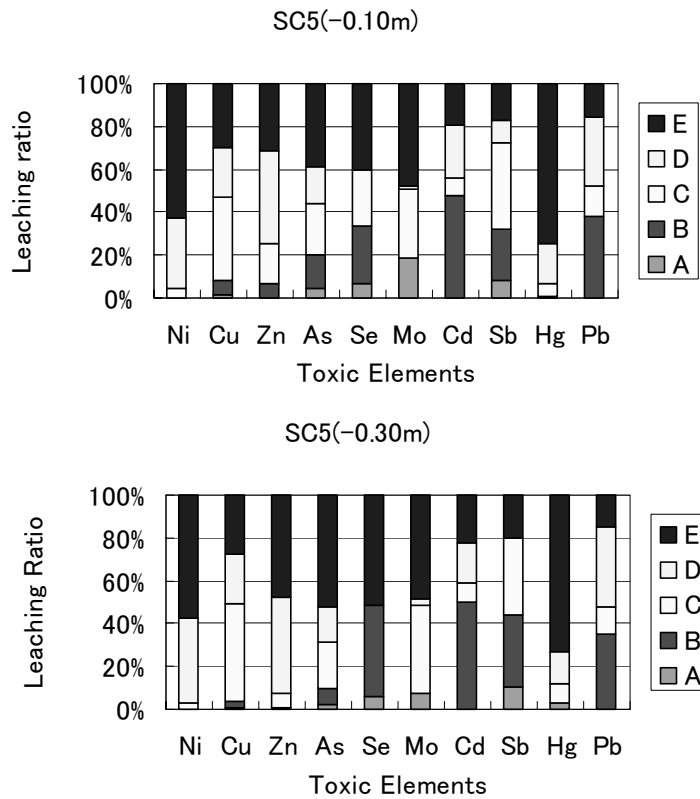 SC5(-0.10m)
100%
80%
60%
40%
20%
0%
Leaching ratio
Ni Cu Zn As Se Mo Cd Sb Hg Pb
Toxic Elements
E
D
C
B
A
SC5(-0.30m)
100%
80%
60%
40%
20%
0%
Leaching Ratio
Ni Cu Zn As Se Mo Cd Sb Hg Pb
Toxic Elements
E
D
C
B
A